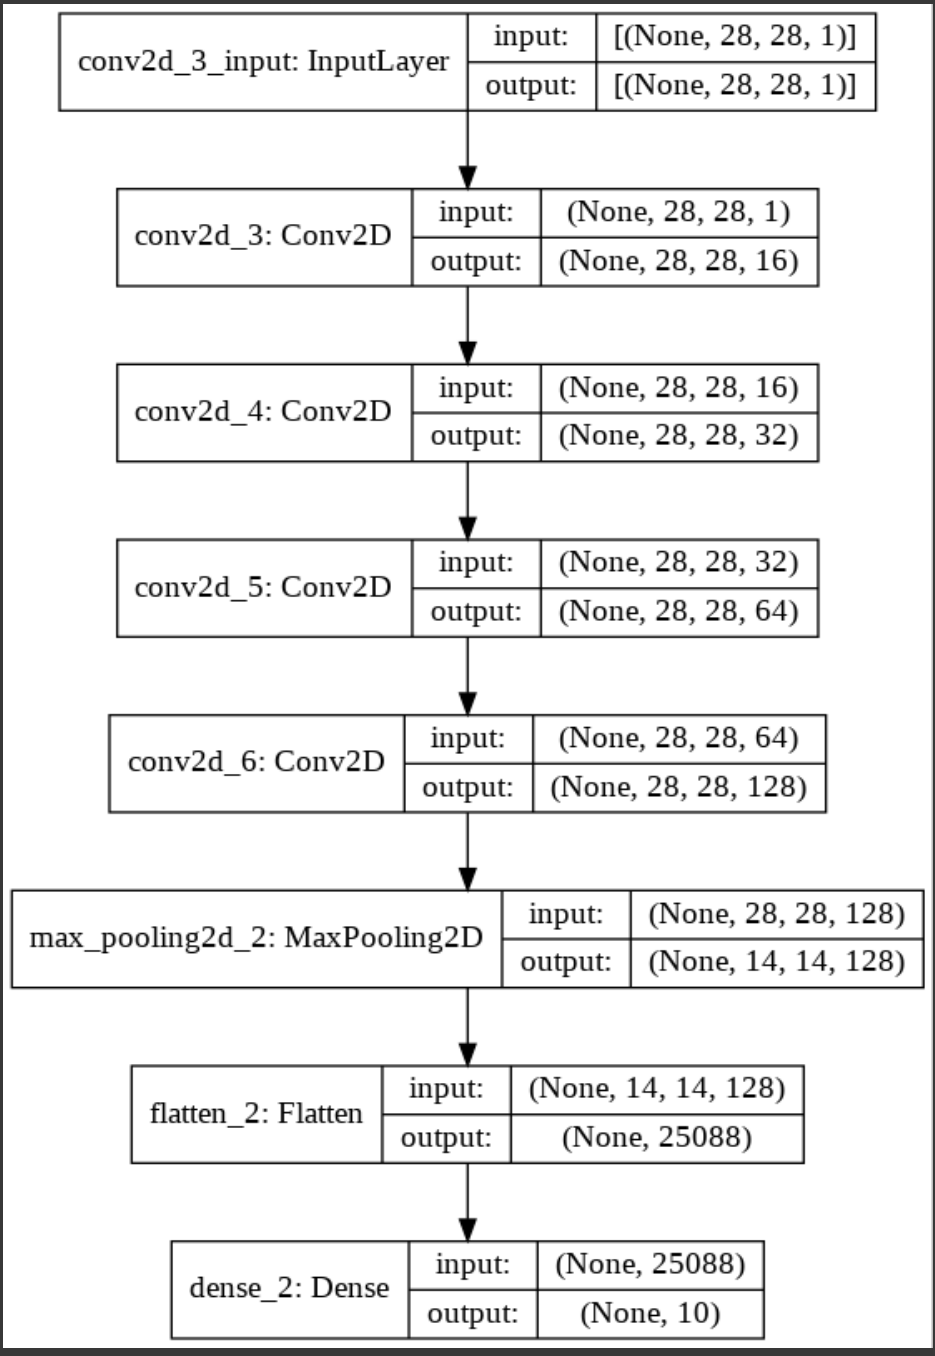 conv2d_3_input: InputLayer
input: [(None, 28, 28, 1)]
output: [(None, 28, 28, 1)]
conv2d_3: Conv2D
input: (None, 28, 28, 1)
output: (None, 28, 28, 16)
conv2d_4: Conv2D
input: (None, 28, 28, 16)
output: (None, 28, 28, 32)
conv2d_5: Conv2D
input: (None, 28, 28, 32)
output: (None, 28, 28, 64)
conv2d_6: Conv2D
input: (None, 28, 28, 64)
output: (None, 28, 28, 128)
max_pooling2d_2: MaxPooling2D
input: (None, 28, 28, 128)
output: (None, 14, 14, 128)
flatten_2: Flatten
input: (None, 14, 14, 128)
output: (None, 25088)
dense_2: Dense
input: (None, 25088)
output: (None, 10)